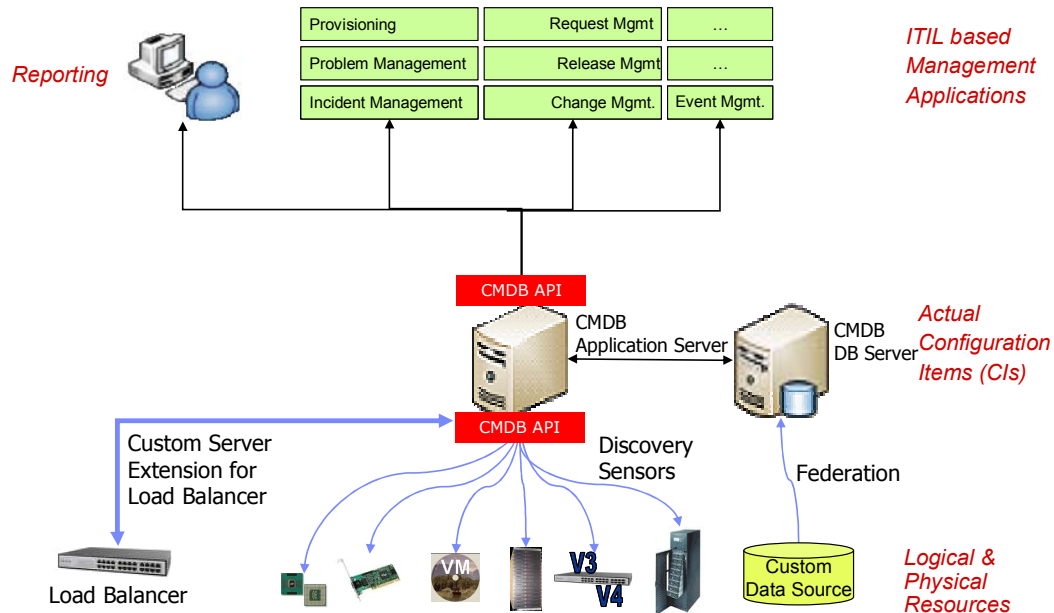 Provisioning
Request Mgmt
...
Reporting
Problem Management
Release Mgmt
...
ITIL based
Management
Applications
Incident Management
Change Mgmt.
Event Mgmt.
CMDB API
CMDB
Application Server
CMDB
DB Server
Actual
Configuration
Items (CIs)
CMDB API
Custom Server
Extension for
Load Balancer
Discovery
Sensors
Federation
Load Balancer
VM
V3
V4
Custom
Data Source
Logical &
Physical
Resources